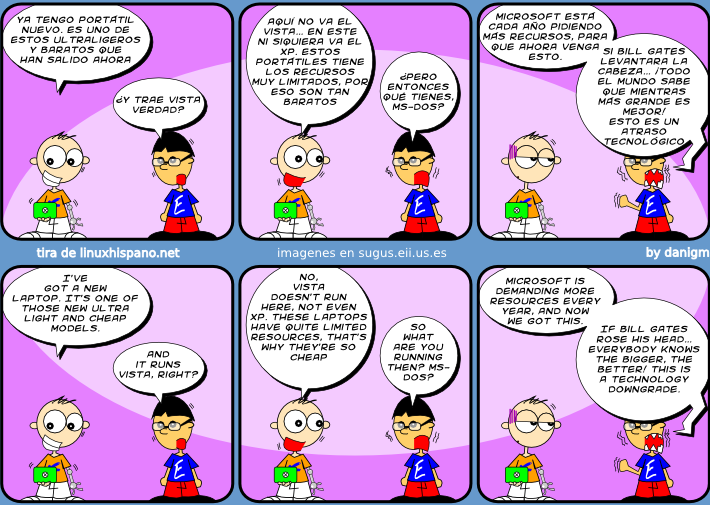 YA TENGO PORTÁTIL
NUEVO. ES UNO DE
ESTOS ULTRALIGEROS
Y BARATOS QUE
HAN SALIDO AHORA
¿Y TRAE VISTA
VERDAD?
AQUÍ NO VA EL
VISTA... EN ESTE
NI SIQUIERA VA EL
XP. ESTOS
PORTÁTILES TIENE
LOS RECURSOS
MUY LIMITADOS, POR
ESO SON TAN
BARATOS
¿PERO
ENTONCES
QUÉ TIENES,
MS-DOS?
MICROSOFT ESTÁ
CADA AÑO PIDIENDO
MÁS RECURSOS, PARA
QUE AHORA VENGA
ESTO.
SI BILL GATES
LEVANTARA LA
CABEZA... ¡TODO
EL MUNDO SABE
QUE MIENTRAS
MÁS GRANDE ES
MEJOR!
ESTO ES UN
ATRASO
TECNOLÓGICO
tira de linuxhispano.net
imagenes en sugus.eii.us.es
by danigm
I'VE
GOT A NEW
LAPTOP. IT'S ONE OF
THOSE NEW ULTRA
LIGHT AND CHEAP
MODELS.
AND
IT RUNS
VISTA, RIGHT?
NO,
VISTA
DOESN'T RUN
HERE, NOT EVEN
XP. THESE LAPTOPS
HAVE QUITE LIMITED
RESOURCES, THAT'S
WHY THEY'RE SO
CHEAP
SO
WHAT
ARE YOU
RUNNING
THEN? MS-
DOS?
MICROSOFT IS
DEMANDING MORE
RESOURCES EVERY
YEAR, AND NOW
WE GOT THIS.
IF BILL GATES
ROSE HIS HEAD...
EVERYBODY KNOWS
THE BIGGER, THE
BETTER! THIS IS
A TECHNOLOGY
DOWNGRADE.
E
E
E
E
E
E